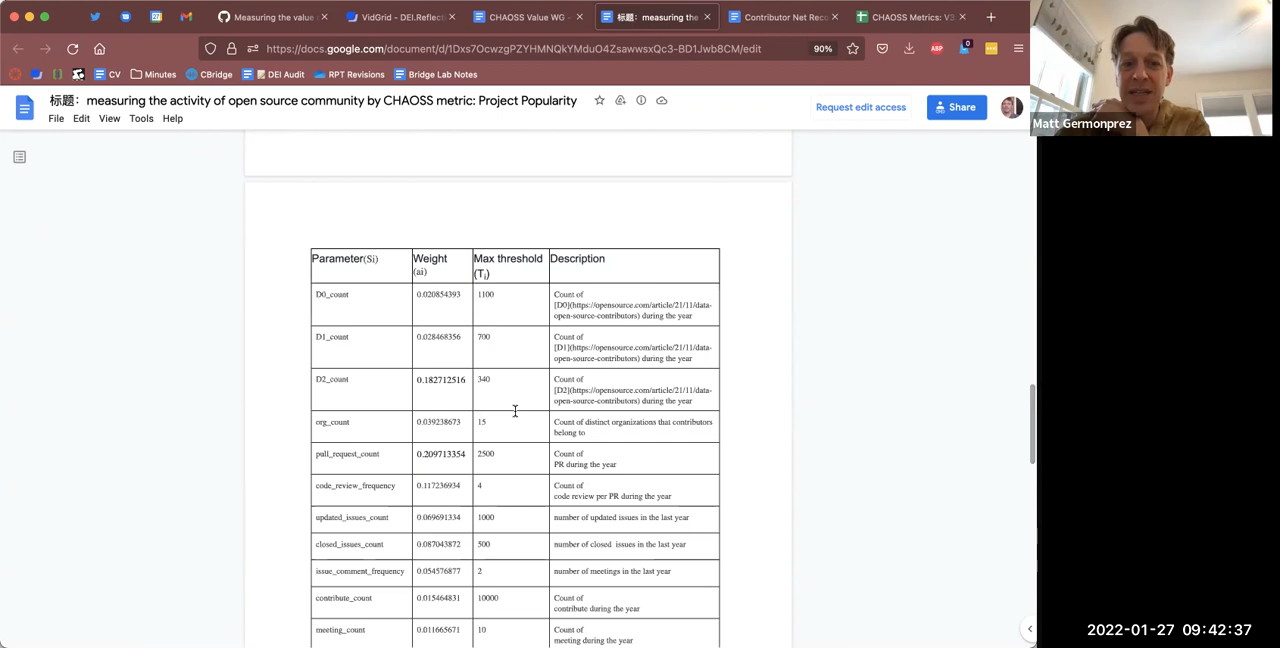 Measuring the value
VidGrid - DEI.Reflect
CHAOSS Value WG -
标题：measuring the
Contributor Net Reco
CHAOSS Metrics: V3.
https://docs.google.com/document/d/1Dxs7OcwzgPZYHMNQkYMduO4ZsawwsxQc3-BD1Jwb8CM/edit
90%
ABP
0
CV
Minutes
CBridge
DEI Audit
RPT Revisions
Bridge Lab Notes
标题：measuring the activity of open source community by CHAOSS metric: Project Popularity
File Edit View Tools Help
Request edit access
Share
Matt Germonprez
Parameter(Si) Weight (ai) Max threshold (Ti) Description
D0_count 0.020854393 1100 Count of
[D0](https://opensource.com/article/21/11/data-
open-source-contributors) during the year
D1_count 0.028468356 700 Count of
[D1](https://opensource.com/article/21/11/data-
open-source-contributors) during the year
D2_count 0.182712516 340 Count of
[D2](https://opensource.com/article/21/11/data-
open-source-contributors) during the year
org_count 0.039238673 15 Count of distinct organizations that contributors
belong to
pull_request_count 0.209713354 2500 Count of
PR during the year
code_review_frequency 0.117236934 4 Count of
code review per PR during the year
updated_issues_count 0.069691334 1000 number of updated issues in the last year
closed_issues_count 0.087043872 500 number of closed issues in the last year
issue_comment_frequency 0.054576877 2 number of meetings in the last year
contribute_count 0.015464831 10000 Count of
contribute during the year
meeting_count 0.011665671 10 Count of
meeting during the year
2022-01-27 09:42:37